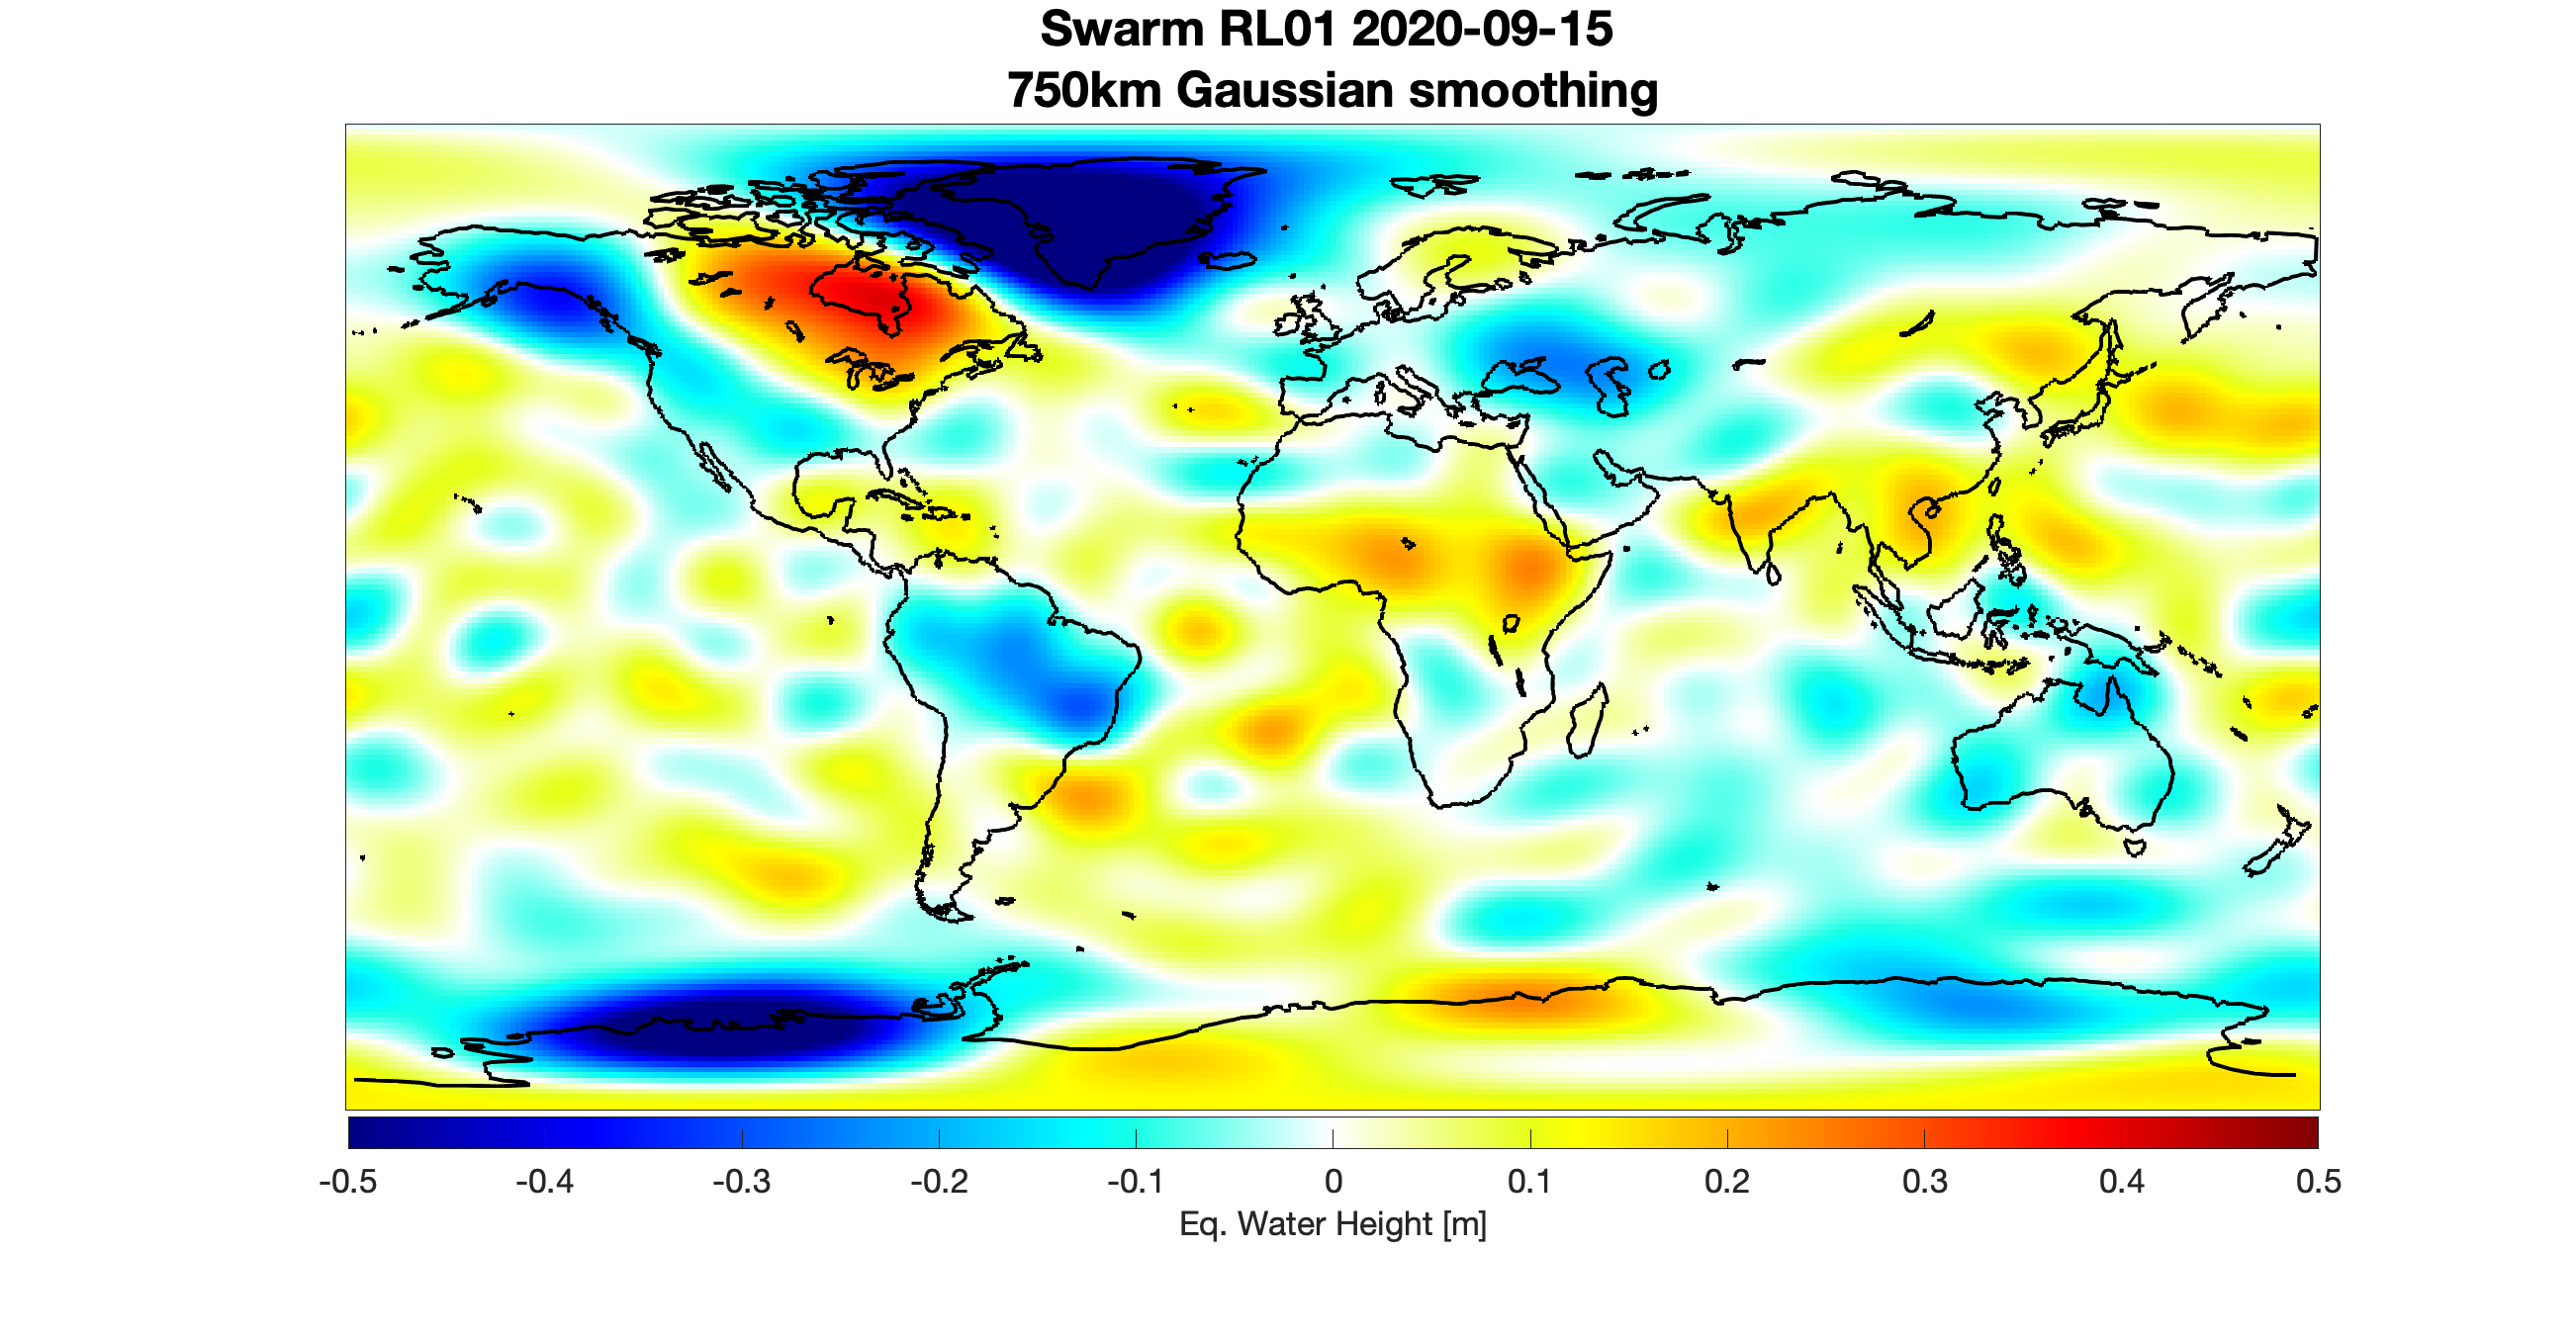 Swarm RL01 2020-09-15
750km Gaussian smoothing
-0.5 -0.4 -0.3 -0.2 -0.1 0 0.1 0.2 0.3 0.4 0.5
Eq. Water Height [m]